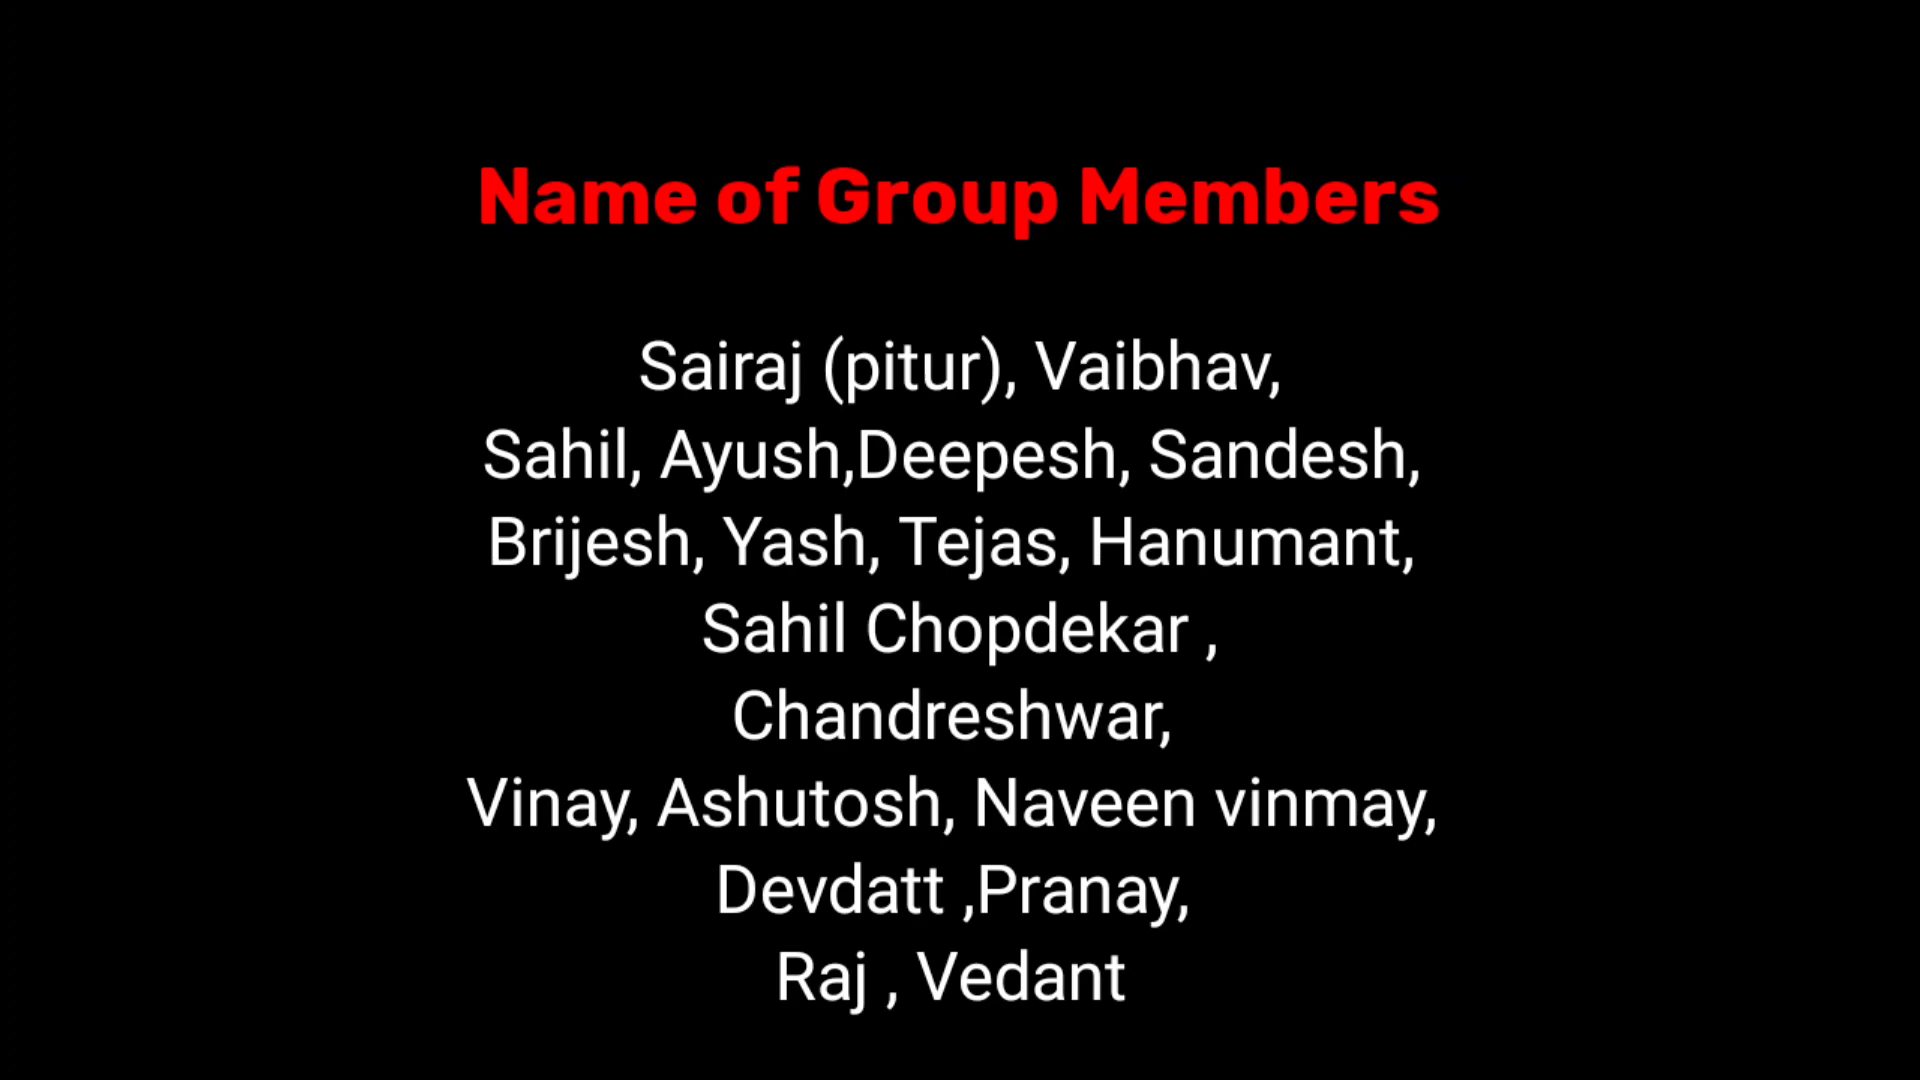 Name of Group Members
Sairaj (pitur), Vaibhav,
Sahil, Ayush,Deepesh, Sandesh,
Brijesh, Yash, Tejas, Hanumant,
Sahil Chopdekar ,
Chandreshwar,
Vinay, Ashutosh, Naveen vinmay,
Devdatt ,Pranay,
Raj , Vedant